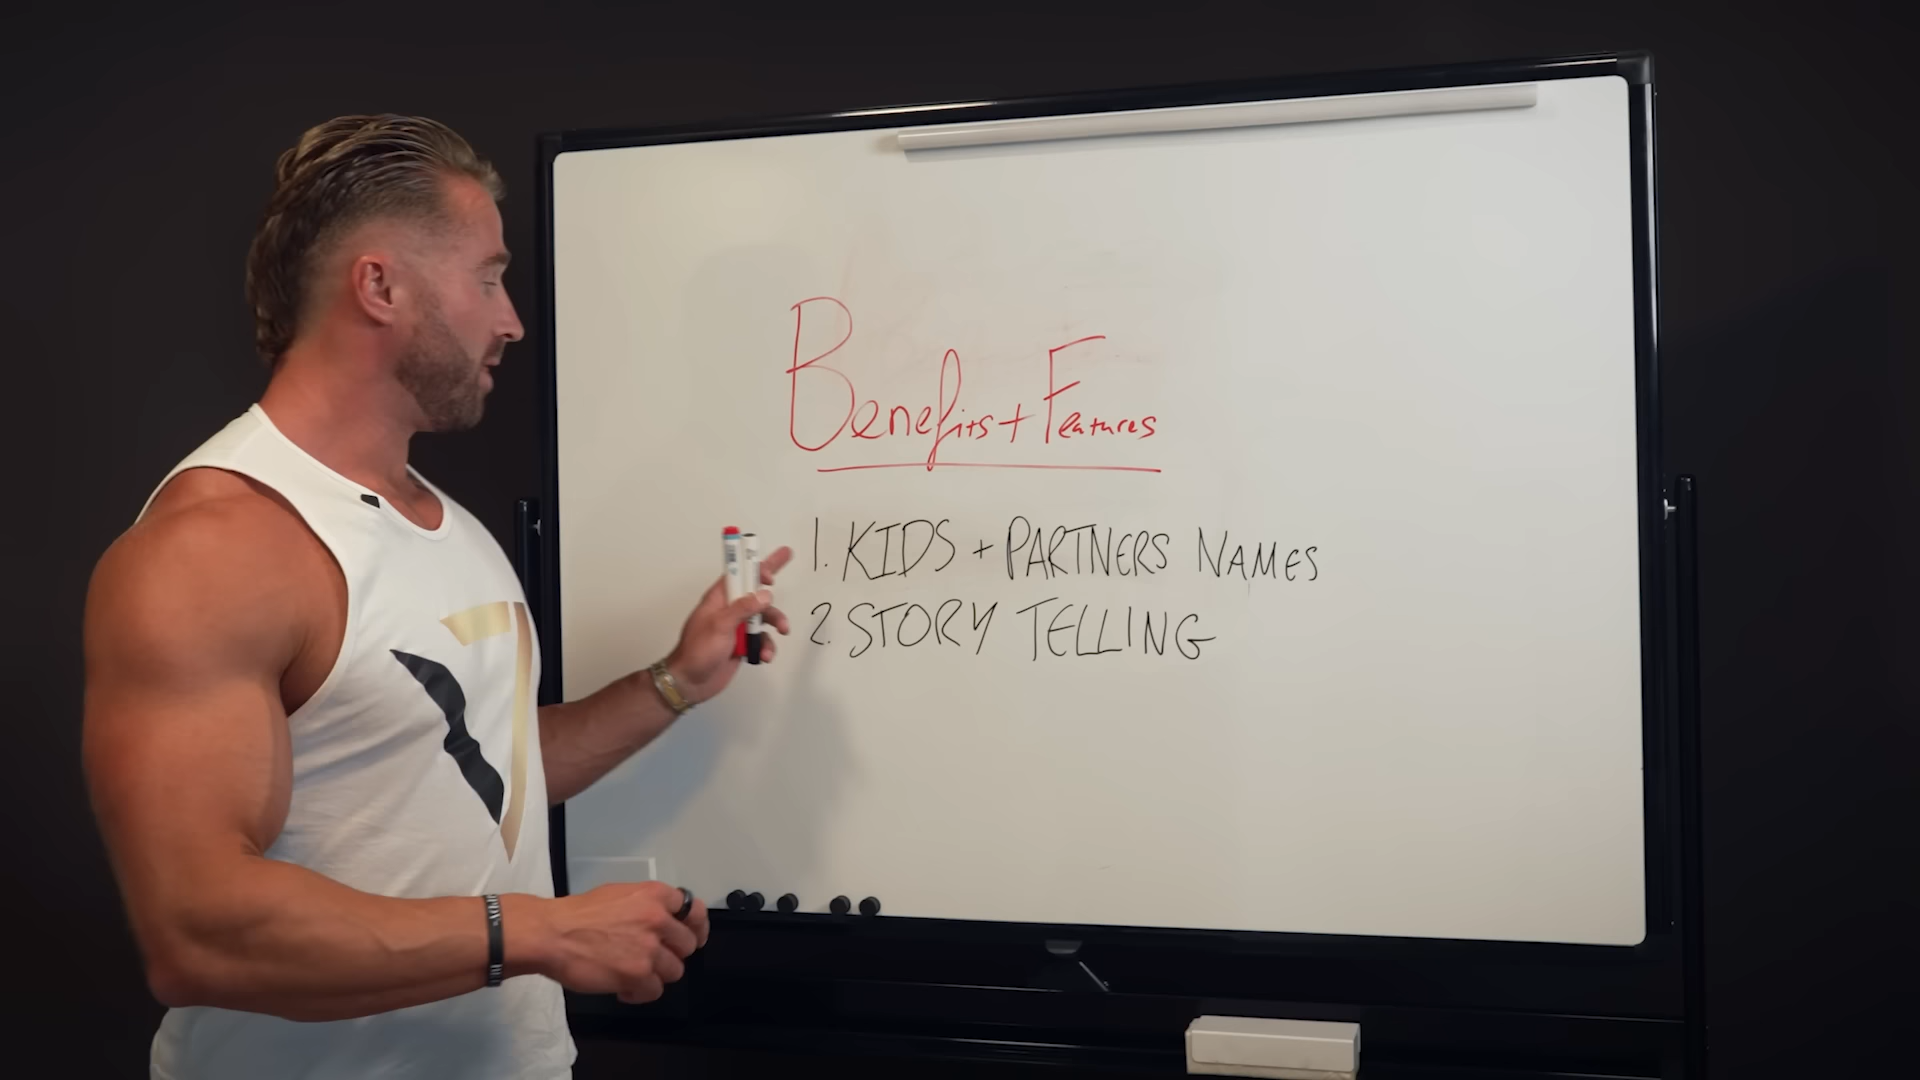 Benefits + Features
1. KIDS + PARTNERS NAMES
2. STORY TELLING